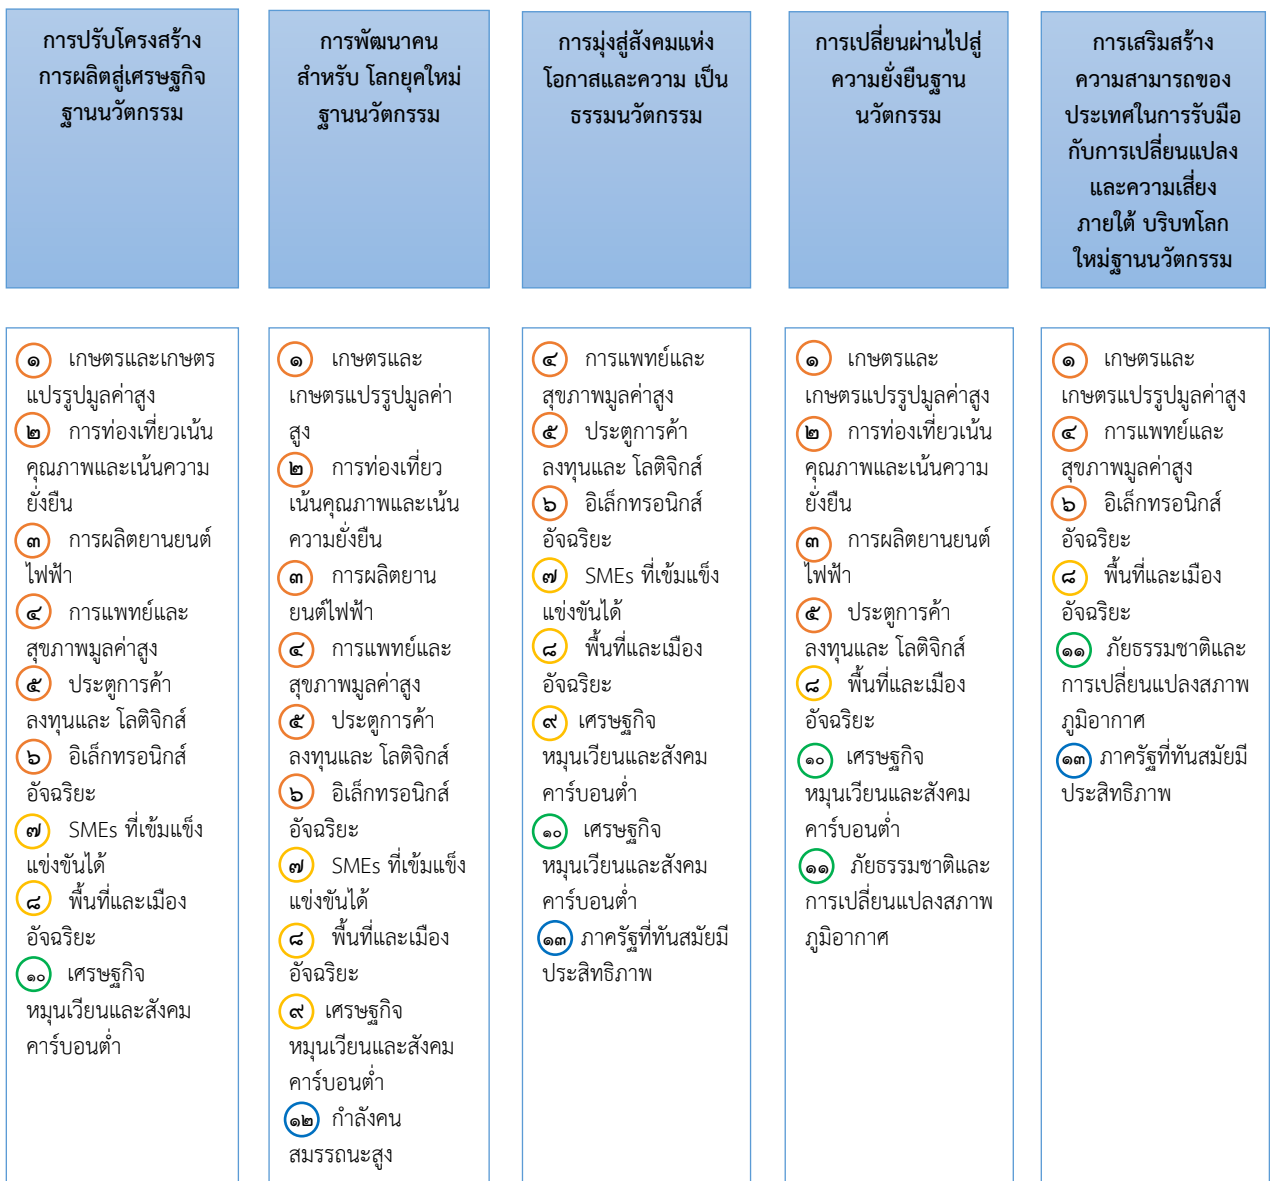 การปรับโครงสร้าง
การผลิตสู่เศรษฐกิจ
ฐานนวัตกรรม
การพัฒนาคน
สำหรับ โลกยุคใหม่
ฐานนวัตกรรม
การมุ่งสู่สังคมแห่ง
โอกาสและความ เป็น
ธรรมนวัตกรรม
การเปลี่ยนผ่านไปสู่
ความยั่งยืนฐาน
นวัตกรรม
การเสริมสร้าง
ความสามารถของ
ประเทศในการรับมือ
กับการเปลี่ยนแปลง
และความเสี่ยง
ภายใต้ บริบทโลก
ใหม่ฐานนวัตกรรม
๑ เกษตรและเกษตร
แปรรูปมูลค่าสูง
๒ การท่องเที่ยวเน้น
คุณภาพและเน้นความ
ยั่งยืน
๓ การผลิตยานยนต์
ไฟฟ้า
๔ การแพทย์และ
สุขภาพมูลค่าสูง
๕ ประตูการค้า
ลงทุนและ โลติจิกส์
๖ อิเล็กทรอนิกส์
อัจฉริยะ
๗ SMEs ที่เข้มแข็ง
แข่งขันได้
๘ พื้นที่และเมือง
อัจฉริยะ
๑๐ เศรษฐกิจ
หมุนเวียนและสังคม
คาร์บอนต่ำ
๑ เกษตรและ
เกษตรแปรรูปมูลค่า
สูง
๒ การท่องเที่ยว
เน้นคุณภาพและเน้น
ความยั่งยืน
๓ การผลิตยาน
ยนต์ไฟฟ้า
๔ การแพทย์และ
สุขภาพมูลค่าสูง
๕ ประตูการค้า
ลงทุนและ โลติจิกส์
๖ อิเล็กทรอนิกส์
อัจฉริยะ
๗ SMEs ที่เข้มแข็ง
แข่งขันได้
๘ พื้นที่และเมือง
อัจฉริยะ
๙ เศรษฐกิจ
หมุนเวียนและสังคม
คาร์บอนต่ำ
๑๒ กำลังคน
สมรรถนะสูง
๔ การแพทย์และ
สุขภาพมูลค่าสูง
๕ ประตูการค้า
ลงทุนและ โลติจิกส์
๖ อิเล็กทรอนิกส์
อัจฉริยะ
๗ SMEs ที่เข้มแข็ง
แข่งขันได้
๘ พื้นที่และเมือง
อัจฉริยะ
๙ เศรษฐกิจ
หมุนเวียนและสังคม
คาร์บอนต่ำ
๑๐ เศรษฐกิจ
หมุนเวียนและสังคม
คาร์บอนต่ำ
๑๓ ภาครัฐที่ทันสมัยมี
ประสิทธิภาพ
๑ เกษตรและ
เกษตรแปรรูปมูลค่าสูง
๒ การท่องเที่ยวเน้น
คุณภาพและเน้นความ
ยั่งยืน
๓ การผลิตยานยนต์
ไฟฟ้า
๕ ประตูการค้า
ลงทุนและ โลติจิกส์
๘ พื้นที่และเมือง
อัจฉริยะ
๑๐ เศรษฐกิจ
หมุนเวียนและสังคม
คาร์บอนต่ำ
๑๑ ภัยธรรมชาติและ
การเปลี่ยนแปลงสภาพ
ภูมิอากาศ
๑ เกษตรและ
เกษตรแปรรูปมูลค่าสูง
๔ การแพทย์และ
สุขภาพมูลค่าสูง
๖ อิเล็กทรอนิกส์
อัจฉริยะ
๘ พื้นที่และเมือง
อัจฉริยะ
๑๑ ภัยธรรมชาติและ
การเปลี่ยนแปลงสภาพ
ภูมิอากาศ
๑๓ ภาครัฐที่ทันสมัยมี
ประสิทธิภาพ